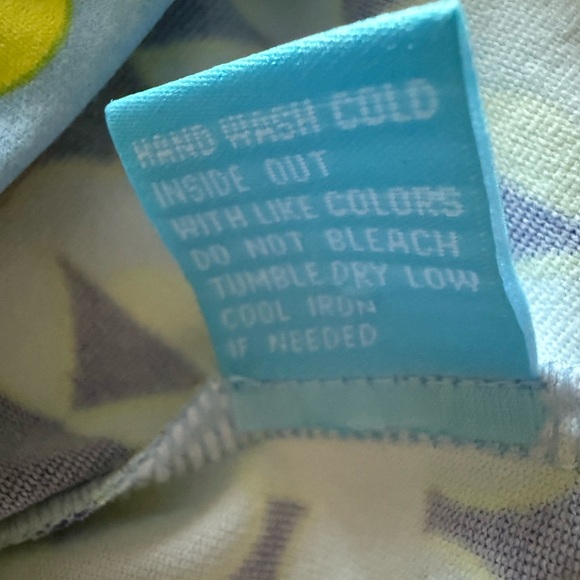 HAND WASH COLD
INSIDE OUT
WITH LIKE COLORS
DO NOT BLEACH
TUMBLE DRY LOW
COOL IRON
IF NEEDED